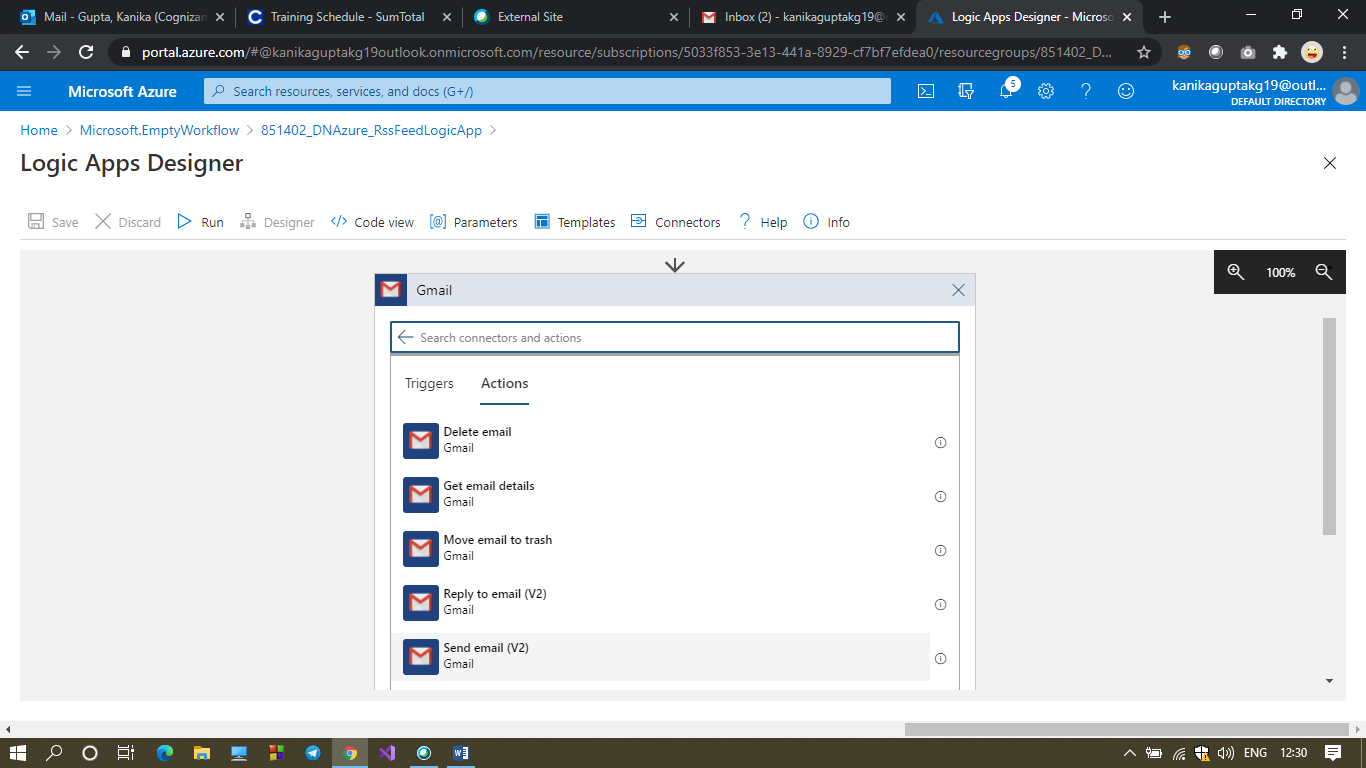 Mail - Gupta, Kanika (Cognizan
Training Schedule - SumTotal
External Site
Inbox (2) - kanikaguptakg19@
Logic Apps Designer - Microso
portal.azure.com/#@kanikaguptakg19outlook.onmicrosoft.com/resource/subscriptions/5033f853-3e13-441a-8929-cf7bf7efdea0/resourcegroups/851402_D...
Microsoft Azure
Search resources, services, and docs (G+/)
5
kanikaguptakg19@outl...
DEFAULT DIRECTORY
Home > Microsoft.EmptyWorkflow > 851402_DNAzure_RssFeedLogicApp >
Logic Apps Designer
Save Discard Run Designer Code view Parameters Templates Connectors Help Info
100%
Gmail
Search connectors and actions
Triggers Actions
Delete email
Gmail
Get email details
Gmail
Move email to trash
Gmail
Reply to email (V2)
Gmail
Send email (V2)
Gmail
ENG 12:30